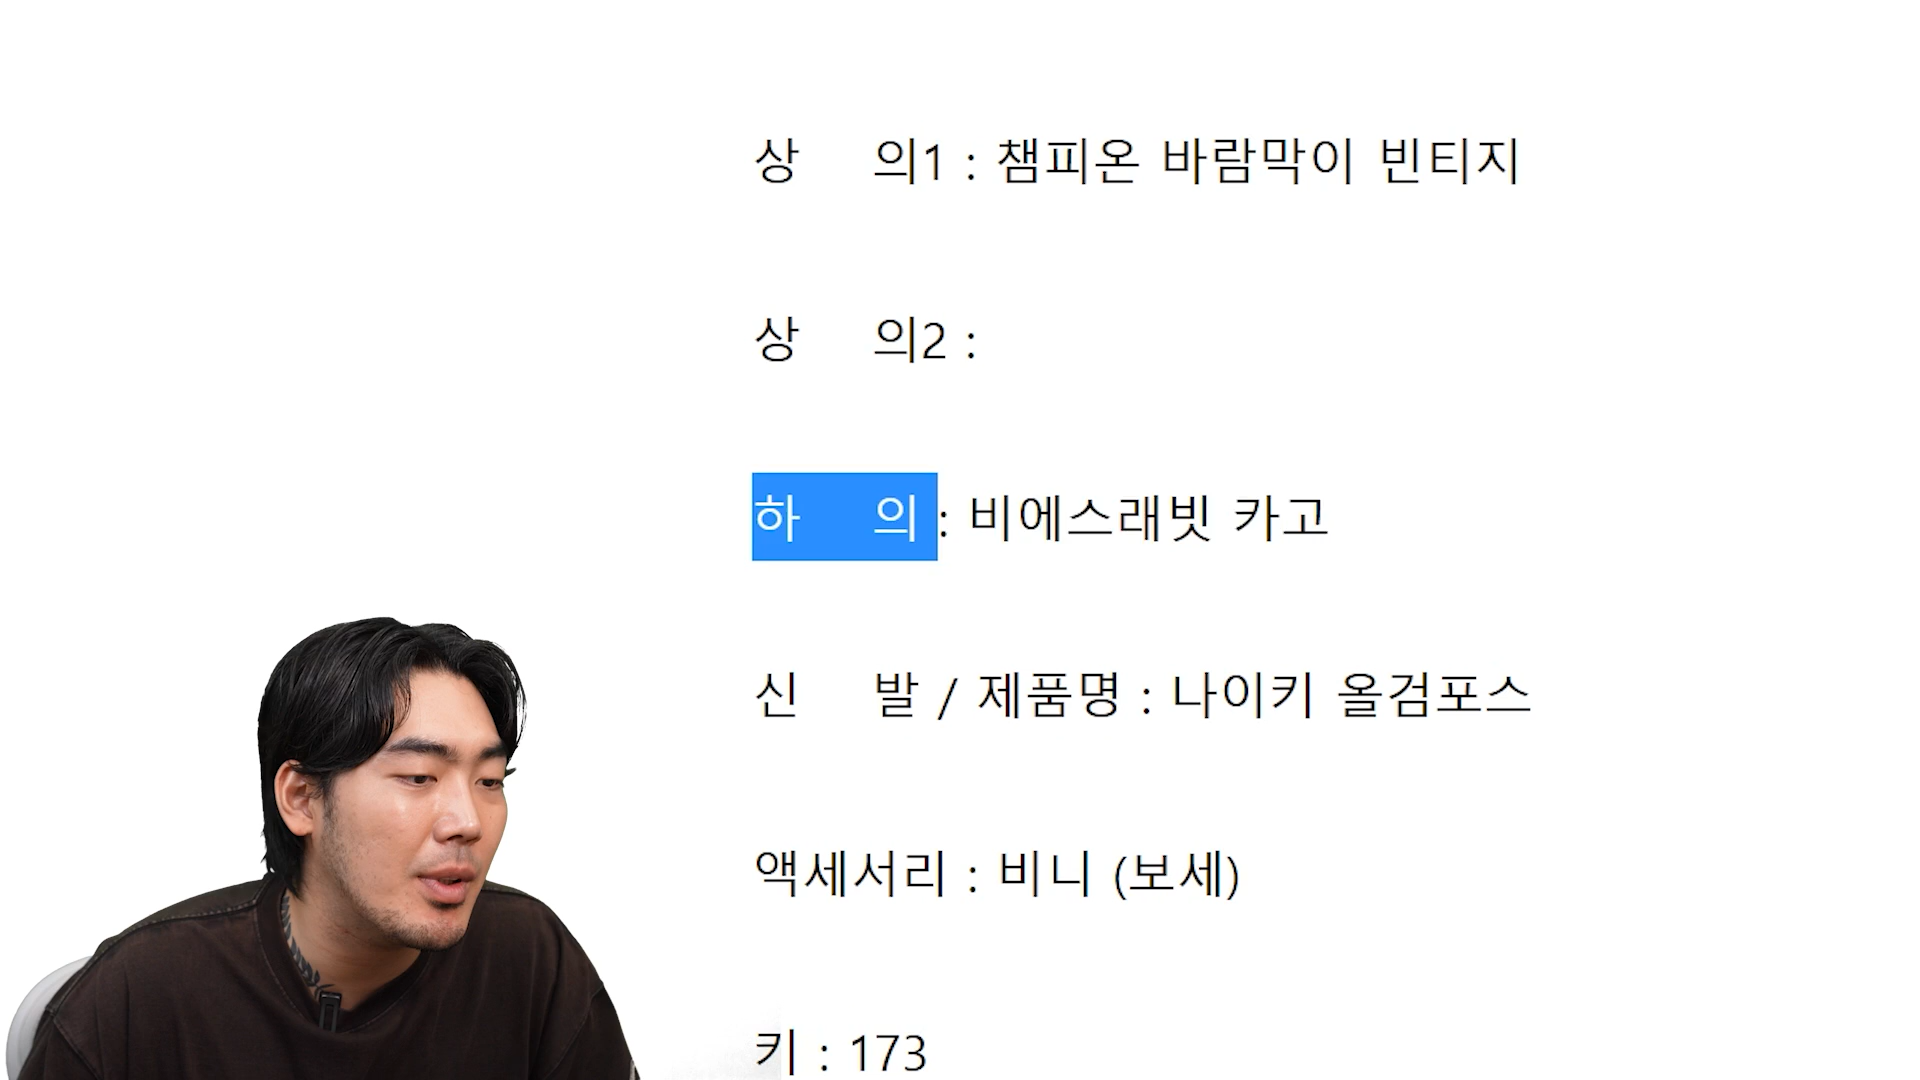 상 의1 : 챔피온 바람막이 빈티지
상 의2 :
하 의 : 비에스래빗 카고
신 발 / 제품명 : 나이키 올검포스
액세서리 : 비니 (보세)
키 : 173